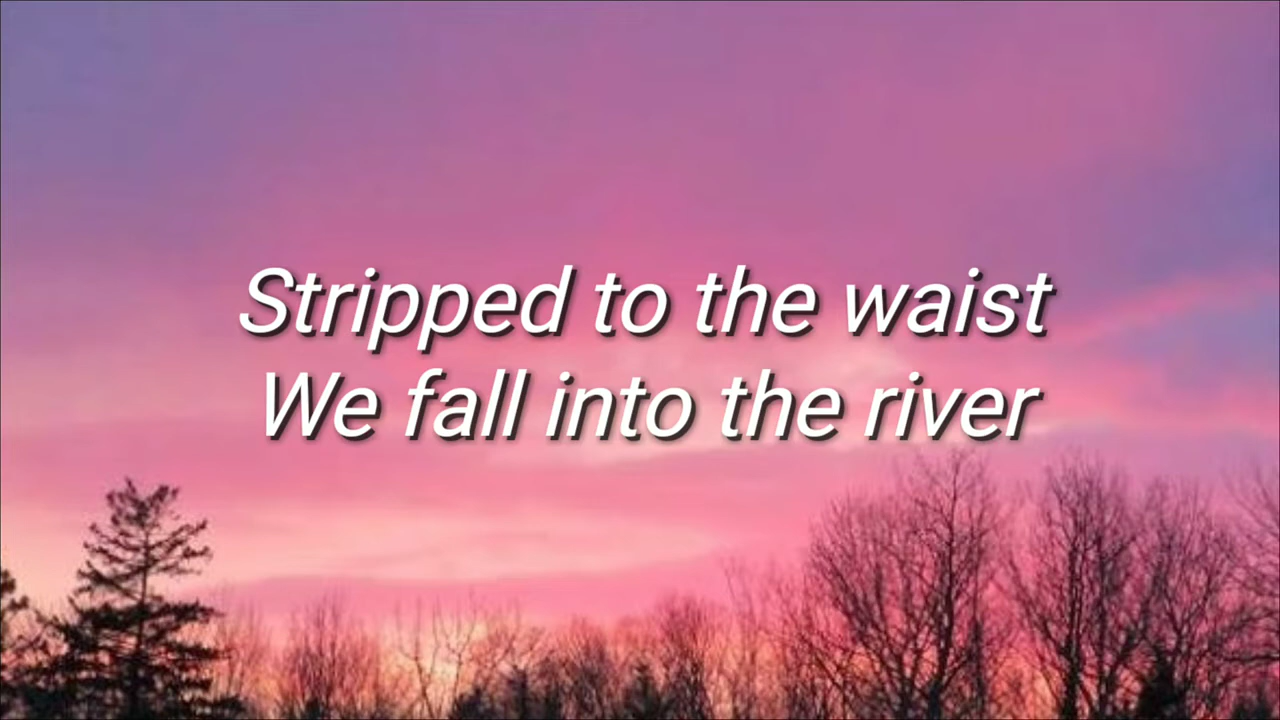 Stripped to the waist
We fall into the river